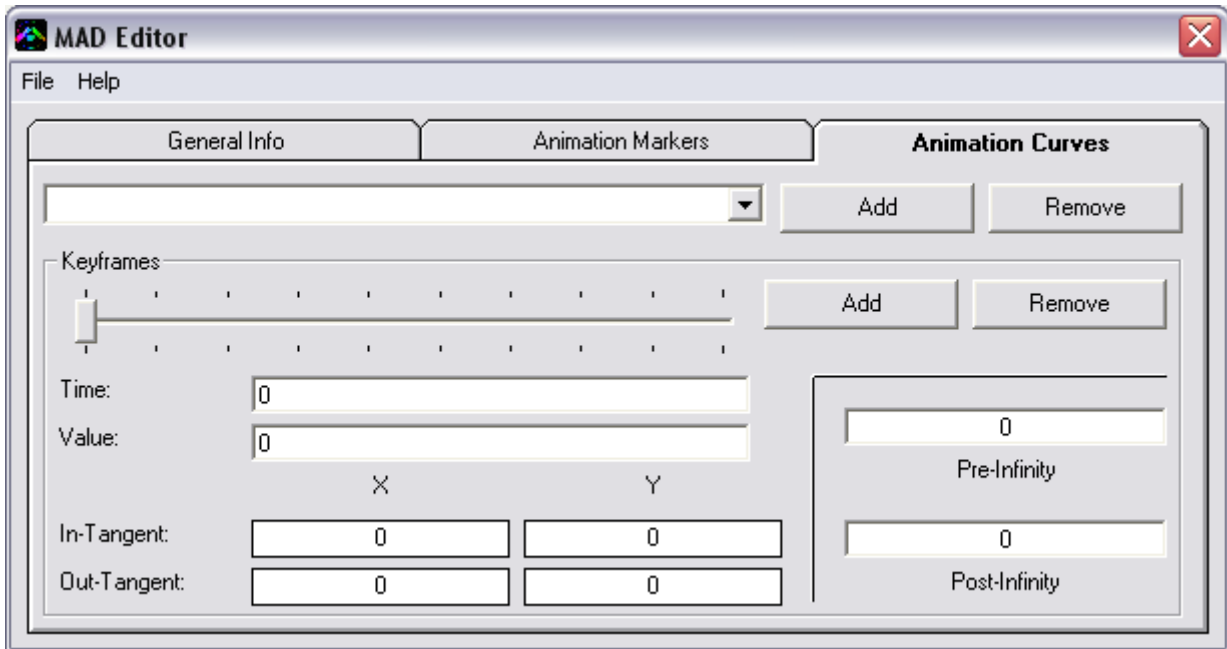 MAD Editor
File Help
General Info Animation Markers Animation Curves
Add Remove
Keyframes
Add Remove
Time: 0
Value: 0
X Y
In-Tangent: 0 0
Out-Tangent: 0 0
0
Pre-Infinity
0
Post-Infinity